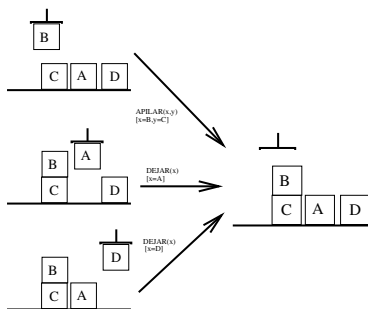 B
C A D
APILAR(x,y)
[x=B,y=C]
B A
C D
DEJAR(x)
[x=A]
B
C A D
DEJAR(x)
[x=D]
B D
C A